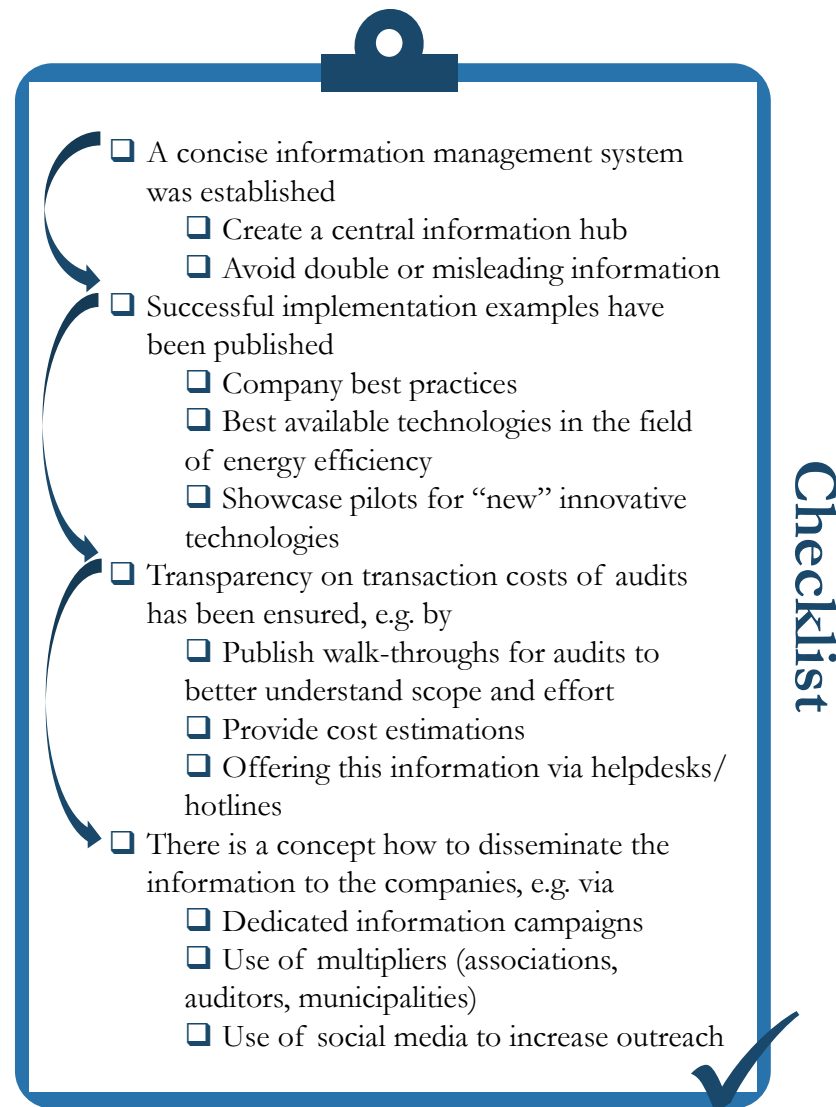 ❑ A concise information management system
was established
❑ Create a central information hub
❑ Avoid double or misleading information
❑ Successful implementation examples have
been published
❑ Company best practices
❑ Best available technologies in the field
of energy efficiency
❑ Showcase pilots for “new” innovative
technologies
❑ Transparency on transaction costs of audits
has been ensured, e.g. by
❑ Publish walk-throughs for audits to
better understand scope and effort
❑ Provide cost estimations
❑ Offering this information via helpdesks/
hotlines
❑ There is a concept how to disseminate the
information to the companies, e.g. via
❑ Dedicated information campaigns
❑ Use of multipliers (associations,
auditors, municipalities)
❑ Use of social media to increase outreach
Checklist